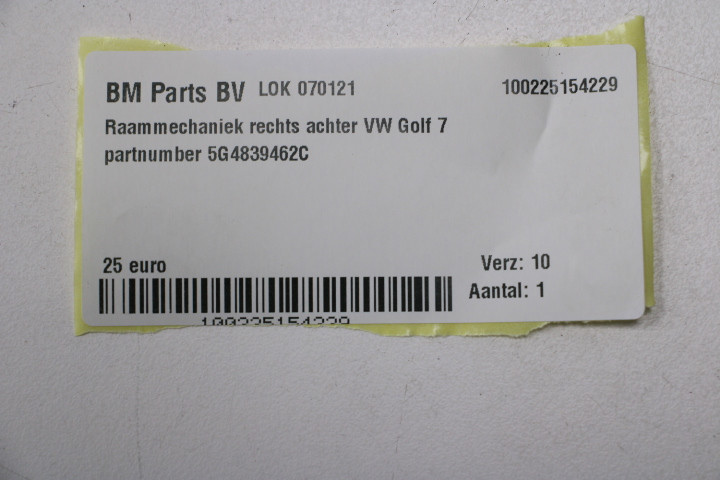 BM Parts BV LOK 070121 100225154229
Raammechaniek rechts achter VW Golf 7
partnumber 5G4839462C
25 euro Verz: 10
Aantal: 1
100225154229